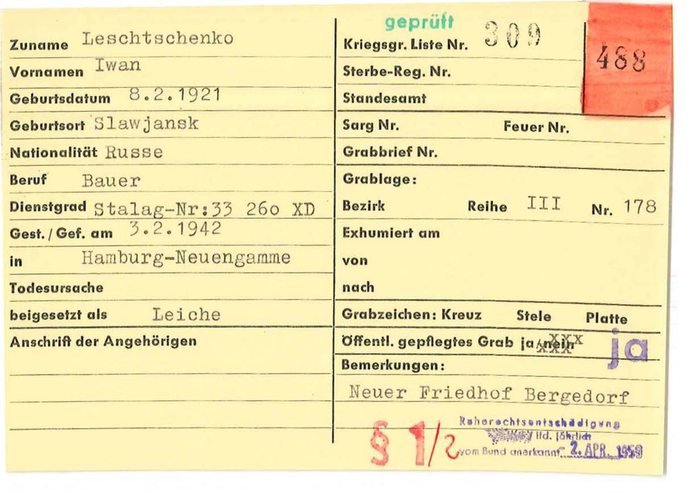 Zuname Leschtschenko
Vornamen Iwan
Geburtsdatum 8.2.1921
Geburtsort Slawjansk
Nationalität Russe
Beruf Bauer
Dienstgrad Stalag-Nr:33 26o XD
Gest./Gef. am 3.2.1942
in Hamburg-Neuengamme
Todesursache
beigesetzt als Leiche
Anschrift der Angehörigen
geprüft
Kriegsgr. Liste Nr. 309
488
Sterbe-Reg. Nr.
Standesamt
Sarg Nr. Feuer Nr.
Grabbrief Nr.
Grablage:
Bezirk Reihe III Nr. 178
Exhumiert am
von
nach
Grabzeichen: Kreuz Stele Platte
Öffentl. gepflegtes Grab ja/nein xxx
xxx ja
Bemerkungen:
Neuer Friedhof Bergedorf
§ 1/2
Ruherechtsentschädigung
lfd. jährlich
vom Bund anerkannt 2. APR. 1959